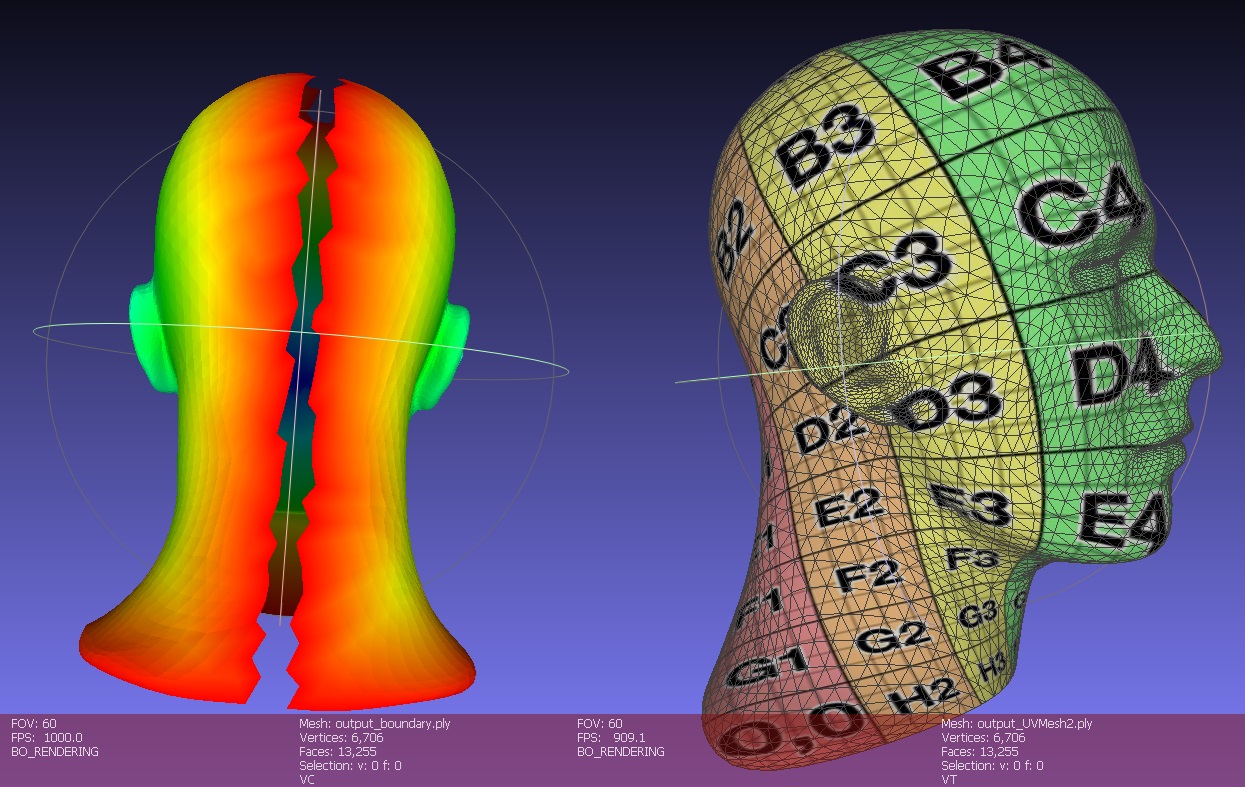 B4
B3
C4
B2
C3
D4
D3
D2
E2
E3
E4
F2
F3
F1
G3
G1
G2
H3
H2
0,0
FOV: 60
FPS: 1000.0
BO_RENDERING
Mesh: output_boundary.ply
Vertices: 6,706
Faces: 13,255
Selection: v: 0 f: 0
VC
FOV: 60
FPS: 909.1
BO_RENDERING
Mesh: output_UVMesh2.ply
Vertices: 6,706
Faces: 13,255
Selection: v: 0 f: 0
VT